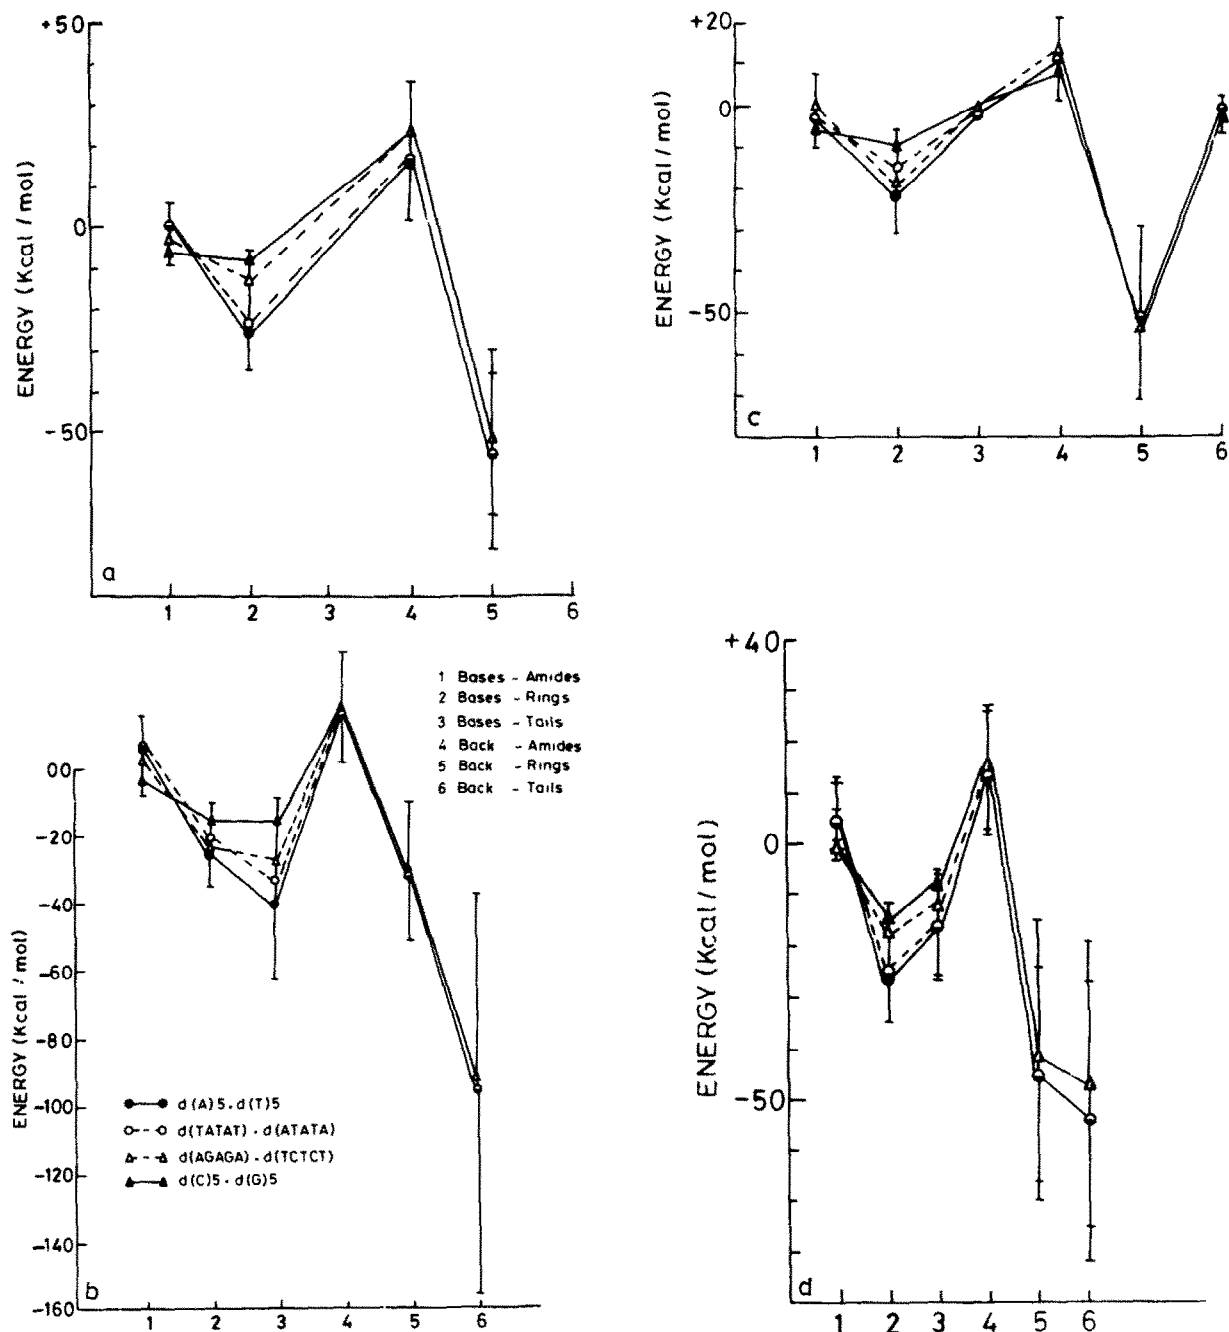 +50
0
-50
ENERGY (Kcal / mol)
a
1 2 3 4 5 6
+20
0
-50
ENERGY (Kcal / mol)
c
1 2 3 4 5 6
00
-20
-40
-60
-80
-100
-120
-140
-160
ENERGY (Kcal / mol)
1 Bases - Amides
2 Bases - Rings
3 Bases - Tails
4 Back - Amides
5 Back - Rings
6 Back - Tails
d(A)5.d(T)5
d(TATAT).d(ATATA)
d(AGAGA).d(TCTCT)
d(C)5.d(G)5
b
1 2 3 4 5 6
+40
0
-50
ENERGY (Kcal / mol)
d
1 2 3 4 5 6